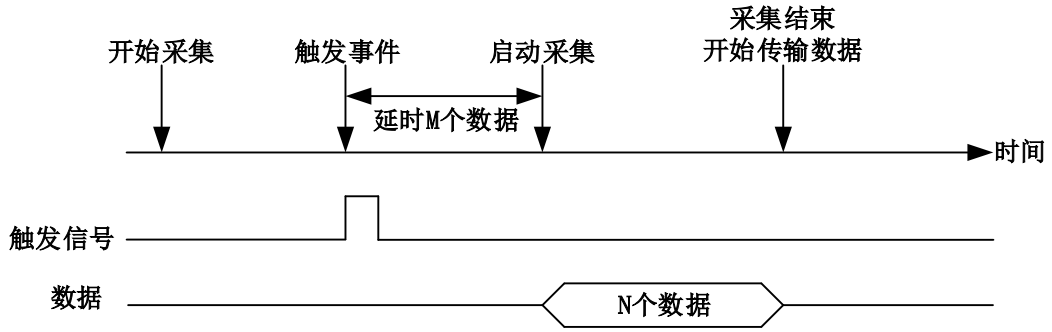 开始采集
触发事件
启动采集
采集结束
开始传输数据
延时M个数据
时间
触发信号
数据
N个数据